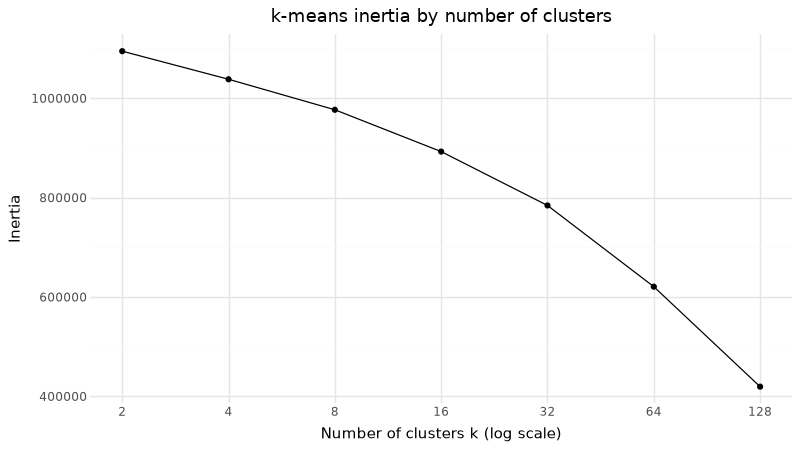 k-means inertia by number of clusters
Inertia
1000000
800000
600000
400000
2 4 8 16 32 64 128
Number of clusters k (log scale)